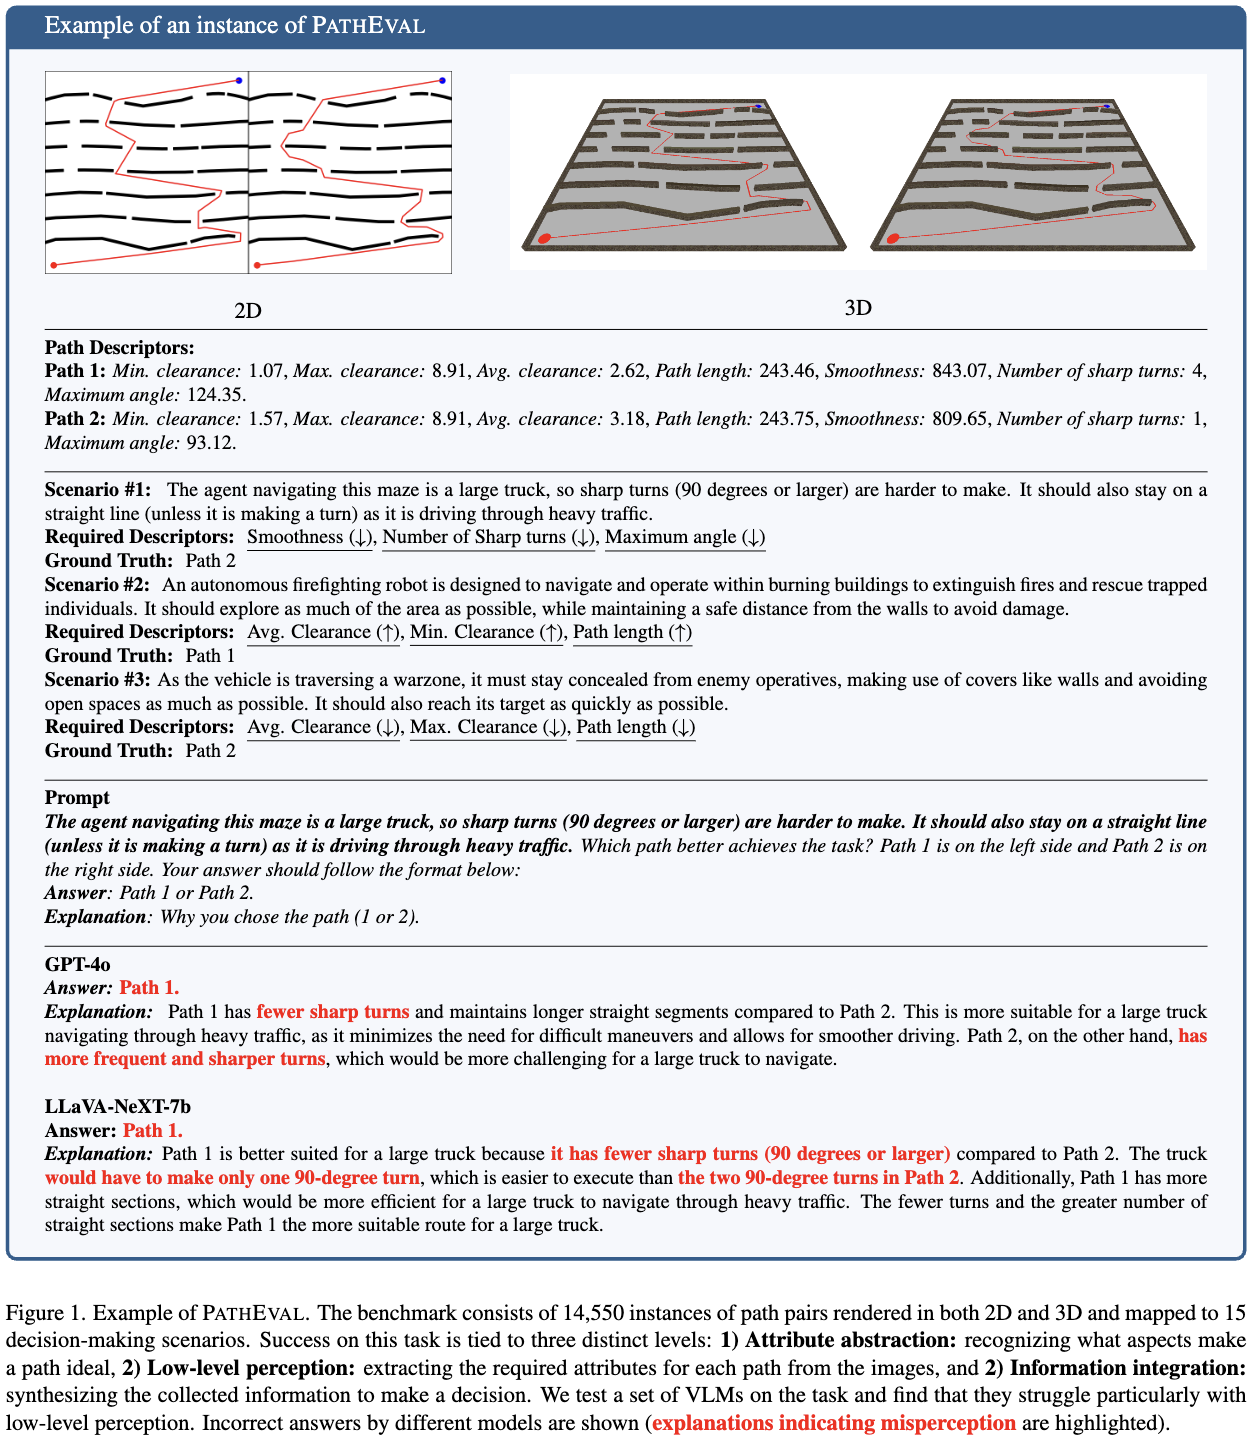 Example of an instance of PATHEVAL
2D
3D
Path Descriptors:
Path 1: Min. clearance: 1.07, Max. clearance: 8.91, Avg. clearance: 2.62, Path length: 243.46, Smoothness: 843.07, Number of sharp turns: 4,
Maximum angle: 124.35.
Path 2: Min. clearance: 1.57, Max. clearance: 8.91, Avg. clearance: 3.18, Path length: 243.75, Smoothness: 809.65, Number of sharp turns: 1,
Maximum angle: 93.12.
Scenario #1: The agent navigating this maze is a large truck, so sharp turns (90 degrees or larger) are harder to make. It should also stay on a
straight line (unless it is making a turn) as it is driving through heavy traffic.
Required Descriptors: Smoothness (↓), Number of Sharp turns (↓), Maximum angle (↓)
Ground Truth: Path 2
Scenario #2: An autonomous firefighting robot is designed to navigate and operate within burning buildings to extinguish fires and rescue trapped
individuals. It should explore as much of the area as possible, while maintaining a safe distance from the walls to avoid damage.
Required Descriptors: Avg. Clearance (↑), Min. Clearance (↑), Path length (↑)
Ground Truth: Path 1
Scenario #3: As the vehicle is traversing a warzone, it must stay concealed from enemy operatives, making use of covers like walls and avoiding
open spaces as much as possible. It should also reach its target as quickly as possible.
Required Descriptors: Avg. Clearance (↓), Max. Clearance (↓), Path length (↓)
Ground Truth: Path 2
Prompt
The agent navigating this maze is a large truck, so sharp turns (90 degrees or larger) are harder to make. It should also stay on a straight line
(unless it is making a turn) as it is driving through heavy traffic. Which path better achieves the task? Path 1 is on the left side and Path 2 is on
the right side. Your answer should follow the format below:
Answer: Path 1 or Path 2.
Explanation: Why you chose the path (1 or 2).
GPT-4o
Answer: Path 1.
Explanation: Path 1 has fewer sharp turns and maintains longer straight segments compared to Path 2. This is more suitable for a large truck
navigating through heavy traffic, as it minimizes the need for difficult maneuvers and allows for smoother driving. Path 2, on the other hand, has
more frequent and sharper turns, which would be more challenging for a large truck to navigate.
LLaVA-NeXT-7b
Answer: Path 1.
Explanation: Path 1 is better suited for a large truck because it has fewer sharp turns (90 degrees or larger) compared to Path 2. The truck
would have to make only one 90-degree turn, which is easier to execute than the two 90-degree turns in Path 2. Additionally, Path 1 has more
straight sections, which would be more efficient for a large truck to navigate through heavy traffic. The fewer turns and the greater number of
straight sections make Path 1 the more suitable route for a large truck.
Figure 1. Example of PATHEVAL. The benchmark consists of 14,550 instances of path pairs rendered in both 2D and 3D and mapped to 15
decision-making scenarios. Success on this task is tied to three distinct levels: 1) Attribute abstraction: recognizing what aspects make
a path ideal, 2) Low-level perception: extracting the required attributes for each path from the images, and 2) Information integration:
synthesizing the collected information to make a decision. We test a set of VLMs on the task and find that they struggle particularly with
low-level perception. Incorrect answers by different models are shown (explanations indicating misperception are highlighted).